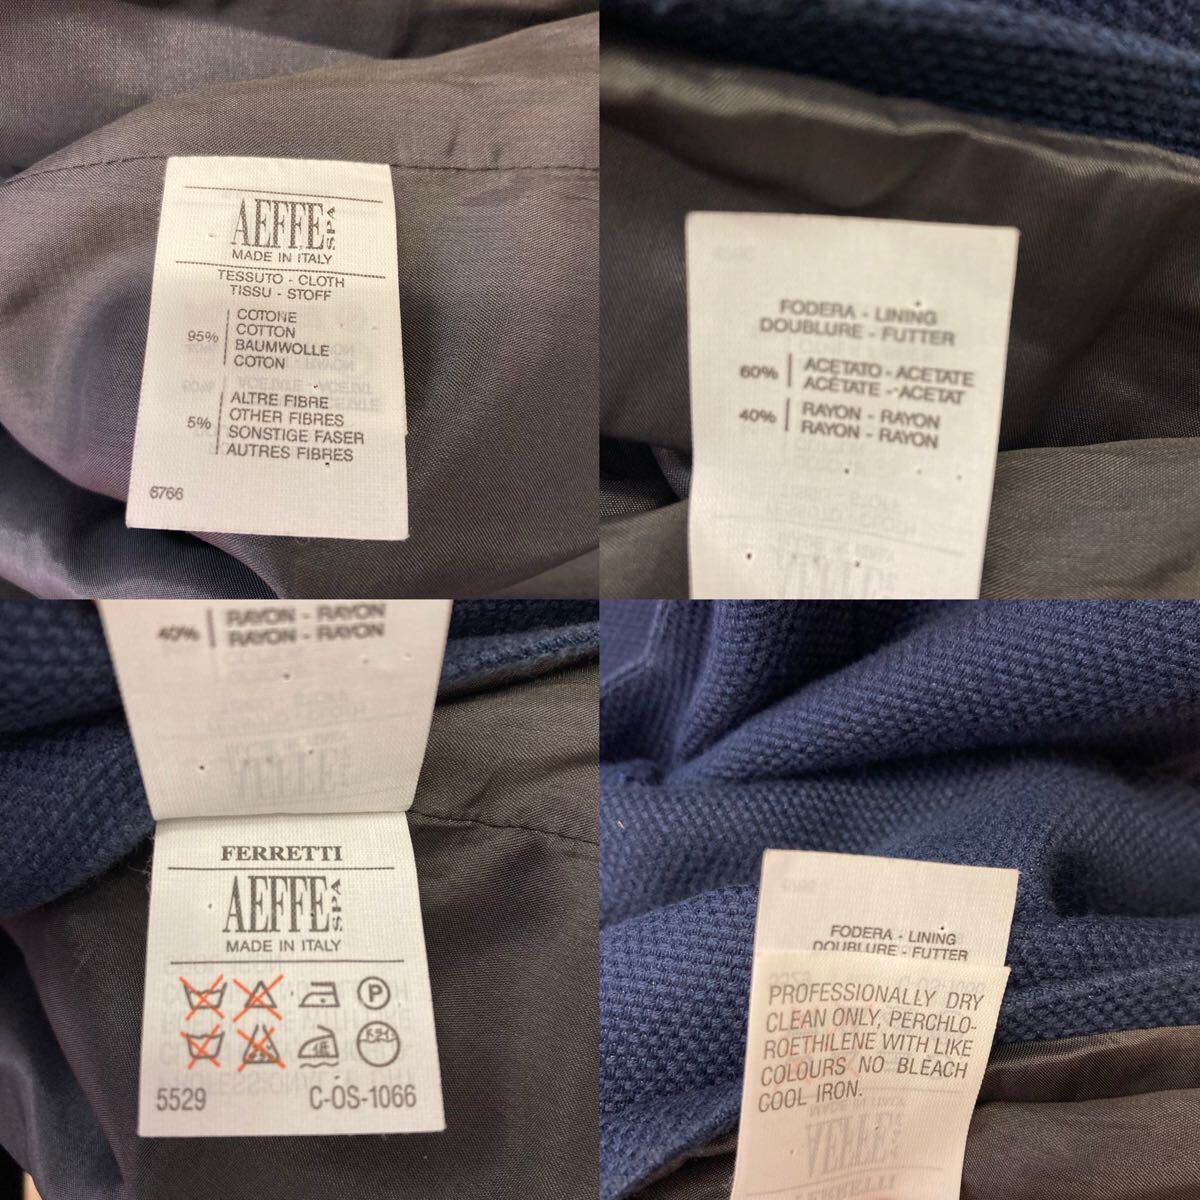 AEFFE SPA
MADE IN ITALY
TESSUTO - CLOTH
TISSU - STOFF
95%
COTONE
COTTON
BAUMWOLLE
COTON
5%
ALTRE FIBRE
OTHER FIBRES
SONSTIGE FASER
AUTRES FIBRES
6766
FODERA - LINING
DOUBLURE - FUTTER
60%
ACETATO - ACETATE
ACÉTATE - ACETAT
40%
RAYON - RAYON
RAYON - RAYON
40%
RAYON - RAYON
RAYON - RAYON
FERRETTI
AEFFE SPA
MADE IN ITALY
P
5529
C-OS-1066
FODERA - LINING
DOUBLURE - FUTTER
PROFESSIONALLY DRY
CLEAN ONLY, PERCHLO-
ROETHILENE WITH LIKE
COLOURS NO BLEACH
COOL IRON.